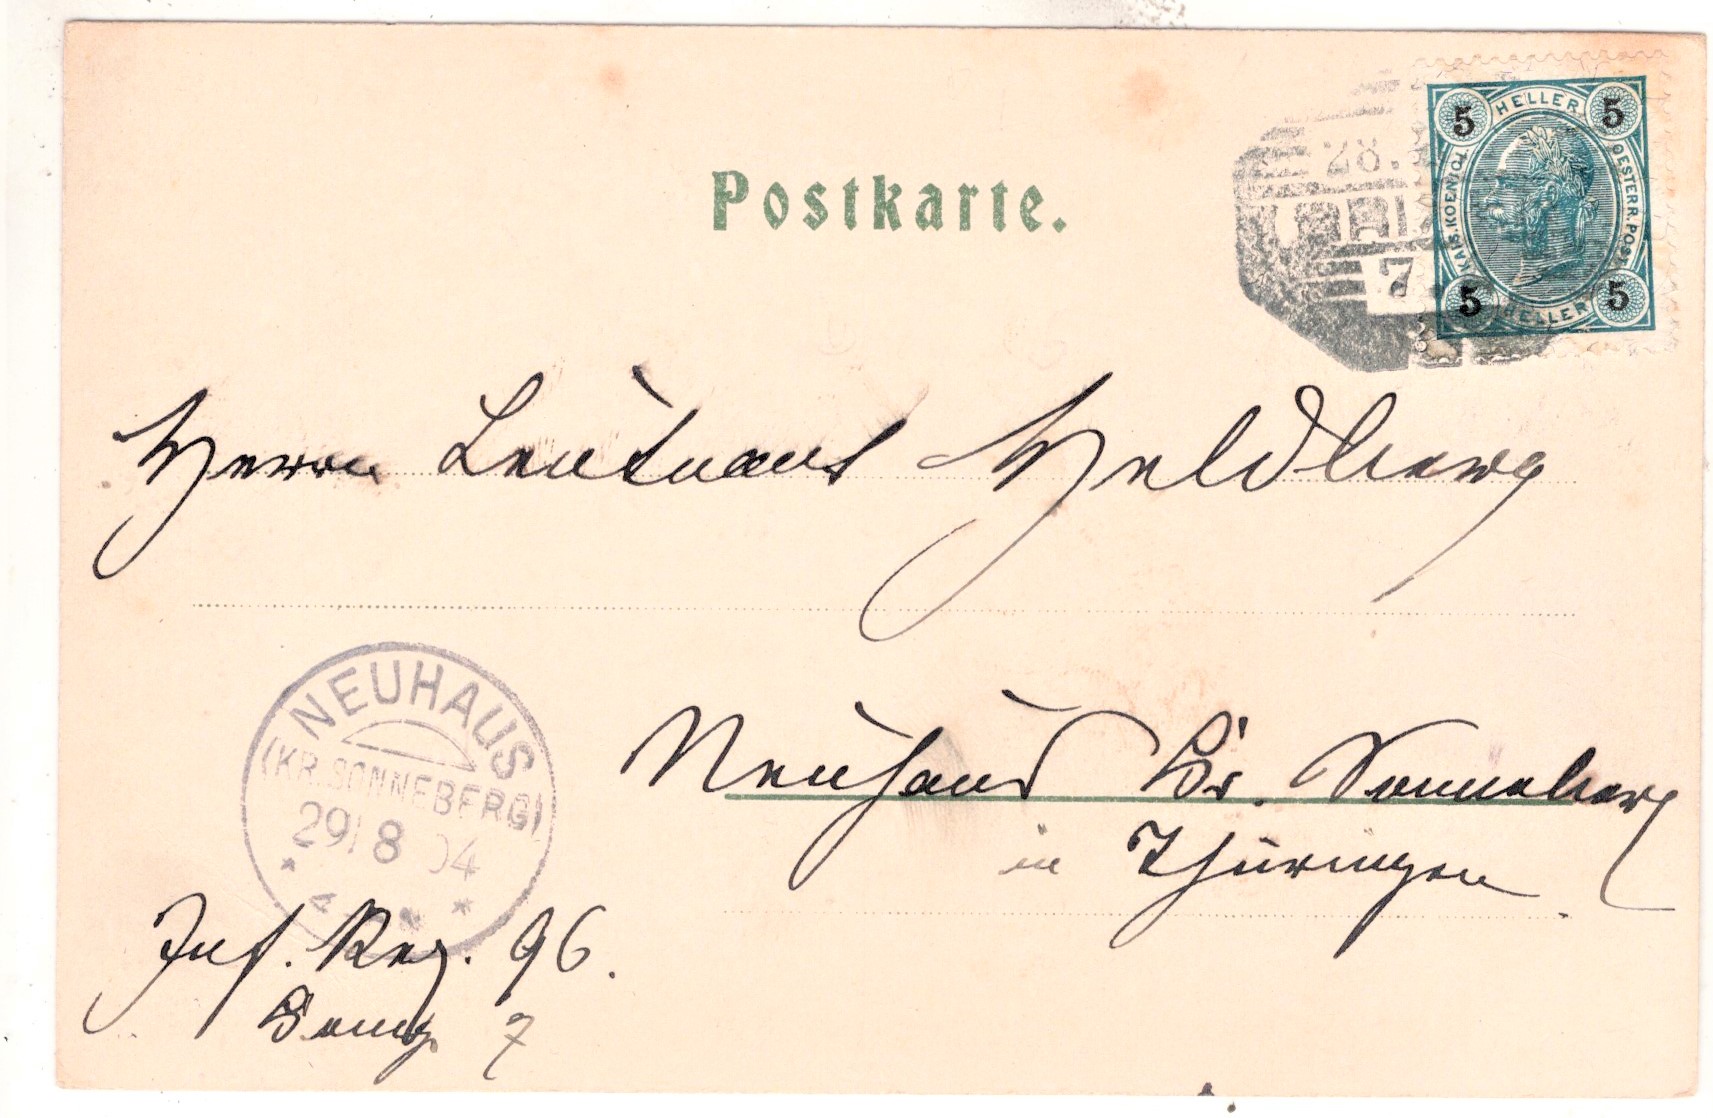 Postkarte.
5 HELLER 5
KAIS. KOENIGL. OESTERR. POST
5 HELLER 5
28.
7
Herrn Leutnant Heldberg
NEUHAUS
(KR. SONNEBERG)
29 8 04
Neuhaus Kr. Sonneberg
in Thüringen
Inf. Reg. 96.
Comp. 7